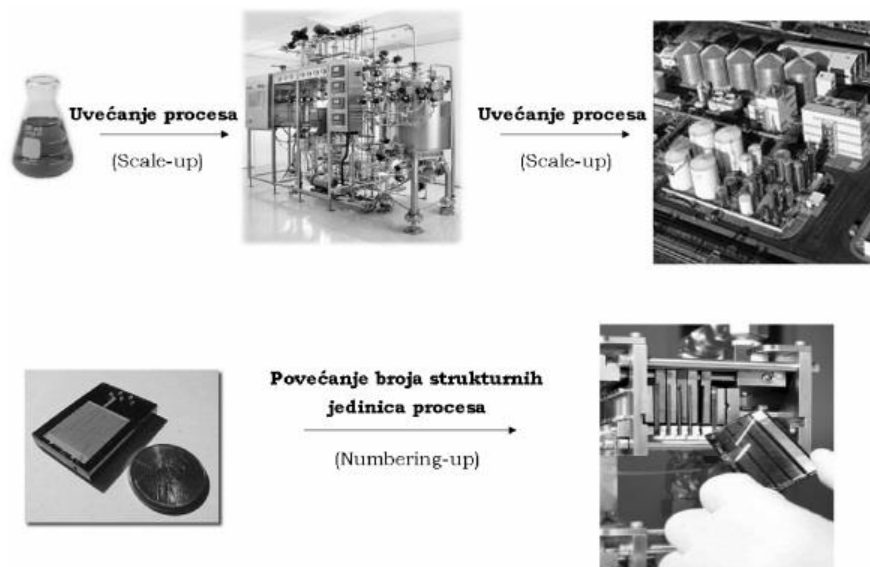 Uvećanje procesa
(Scale-up)
Uvećanje procesa
(Scale-up)
Povećanje broja strukturnih
jedinica procesa
(Numbering-up)